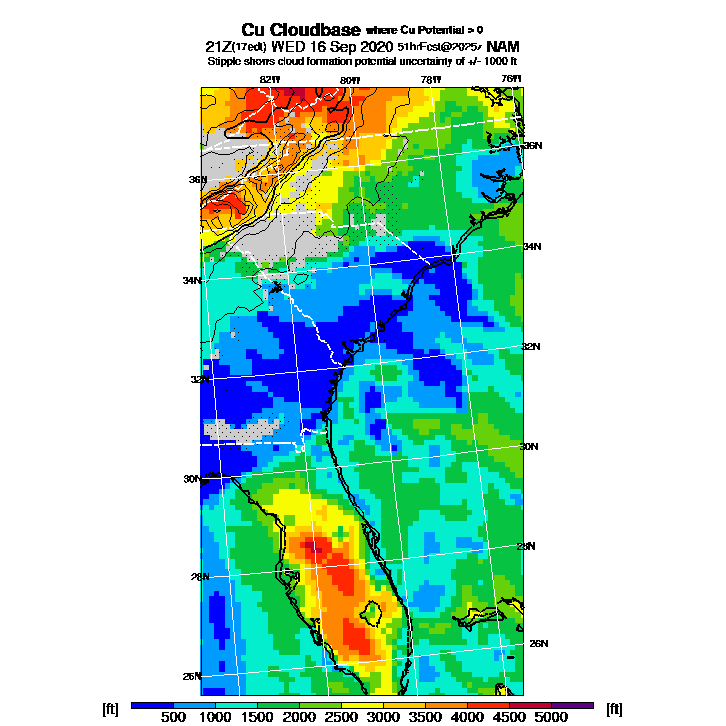 Cu Cloudbase where Cu Potential > 0
21Z(17edt) WED 16 Sep 2020 51hrFcst@2025z NAM
Stipple shows cloud formation potential uncertainty of +/- 1000 ft
82W 80W 78W 76W
36N
36N
34N
34N
32N
32N
30N
30N
28N
28N
26N
26N
[ft] 500 1000 1500 2000 2500 3000 3500 4000 4500 5000 [ft]